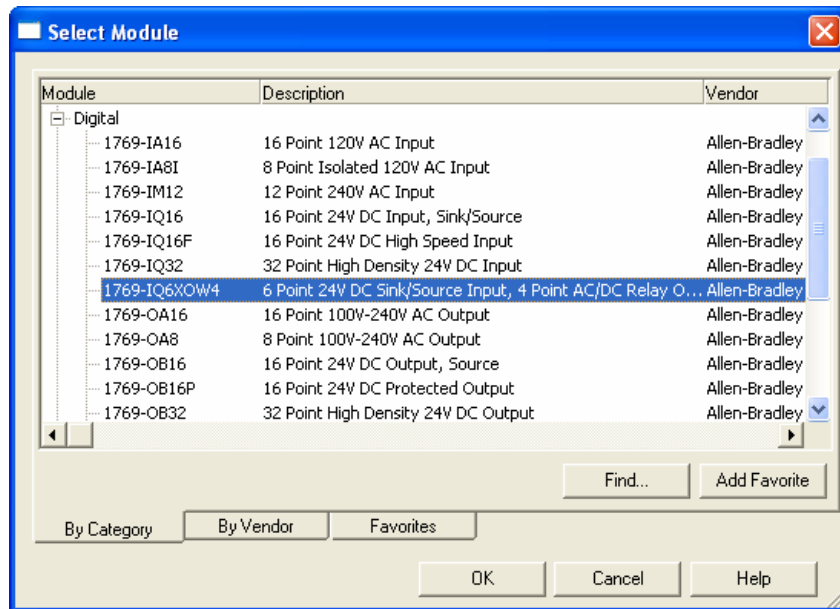 Select Module
Module Description Vendor
Digital
1769-IA16 16 Point 120V AC Input Allen-Bradley
1769-IA8I 8 Point Isolated 120V AC Input Allen-Bradley
1769-IM12 12 Point 240V AC Input Allen-Bradley
1769-IQ16 16 Point 24V DC Input, Sink/Source Allen-Bradley
1769-IQ16F 16 Point 24V DC High Speed Input Allen-Bradley
1769-IQ32 32 Point High Density 24V DC Input Allen-Bradley
1769-IQ6XOW4 6 Point 24V DC Sink/Source Input, 4 Point AC/DC Relay O... Allen-Bradley
1769-OA16 16 Point 100V-240V AC Output Allen-Bradley
1769-OA8 8 Point 100V-240V AC Output Allen-Bradley
1769-OB16 16 Point 24V DC Output, Source Allen-Bradley
1769-OB16P 16 Point 24V DC Protected Output Allen-Bradley
1769-OB32 32 Point High Density 24V DC Output Allen-Bradley
Find... Add Favorite
By Category By Vendor Favorites
OK Cancel Help